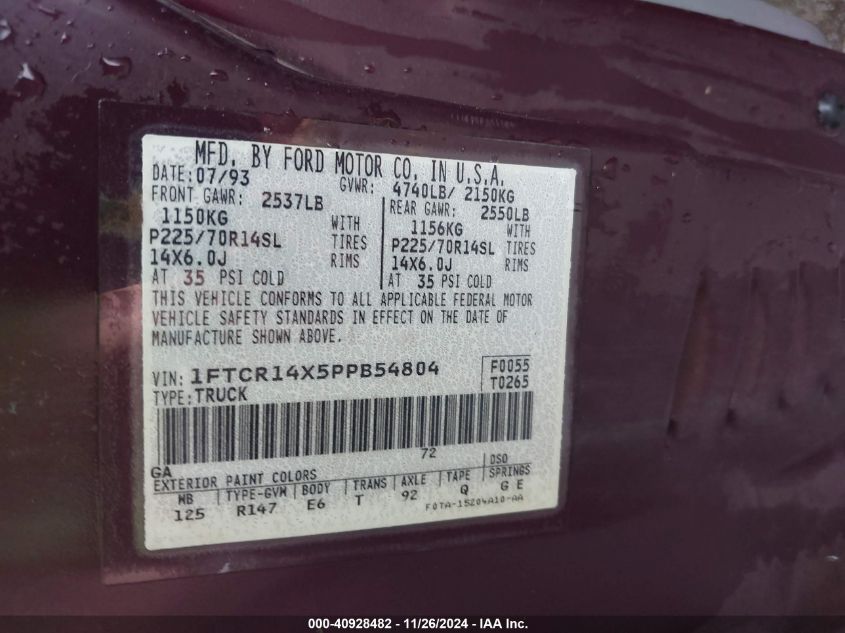 MFD. BY FORD MOTOR CO. IN U.S.A.
DATE: 07/93 GVWR: 4740LB/ 2150KG
FRONT GAWR: 2537LB REAR GAWR: 2550LB
1150KG WITH 1156KG WITH
P225/70R14SL TIRES P225/70R14SL TIRES
14X6.0J RIMS 14X6.0J RIMS
AT 35 PSI COLD AT 35 PSI COLD
THIS VEHICLE CONFORMS TO ALL APPLICABLE FEDERAL MOTOR
VEHICLE SAFETY STANDARDS IN EFFECT ON THE DATE OF
MANUFACTURE SHOWN ABOVE.
VIN: 1FTCR14X5PPB54804 F0055
TYPE: TRUCK T0265
72
GA DSO
EXTERIOR PAINT COLORS
MB TYPE-GVM BODY TRANS AXLE TAPE SPRINGS
125 R147 E6 T 92 Q G E
F0TA-15204A10-AA
000-40928482 - 11/26/2024 - IAA Inc.